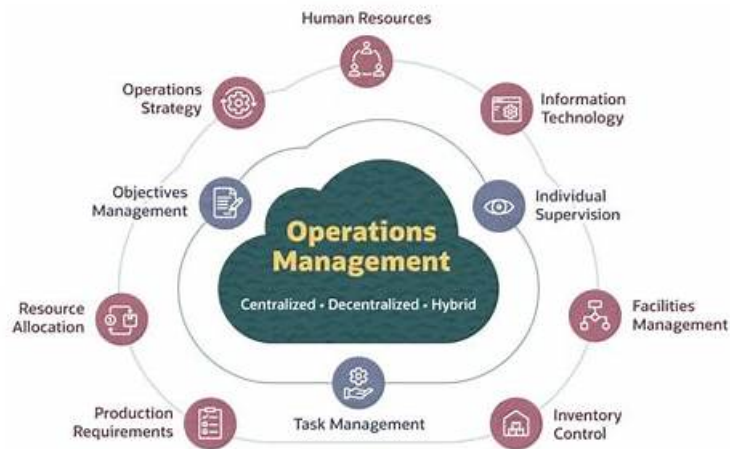 Human Resources
Operations
Strategy
Information
Technology
Objectives
Management
Individual
Supervision
Operations
Management
Centralized • Decentralized • Hybrid
Resource
Allocation
Facilities
Management
Production
Requirements
Task Management
Inventory
Control